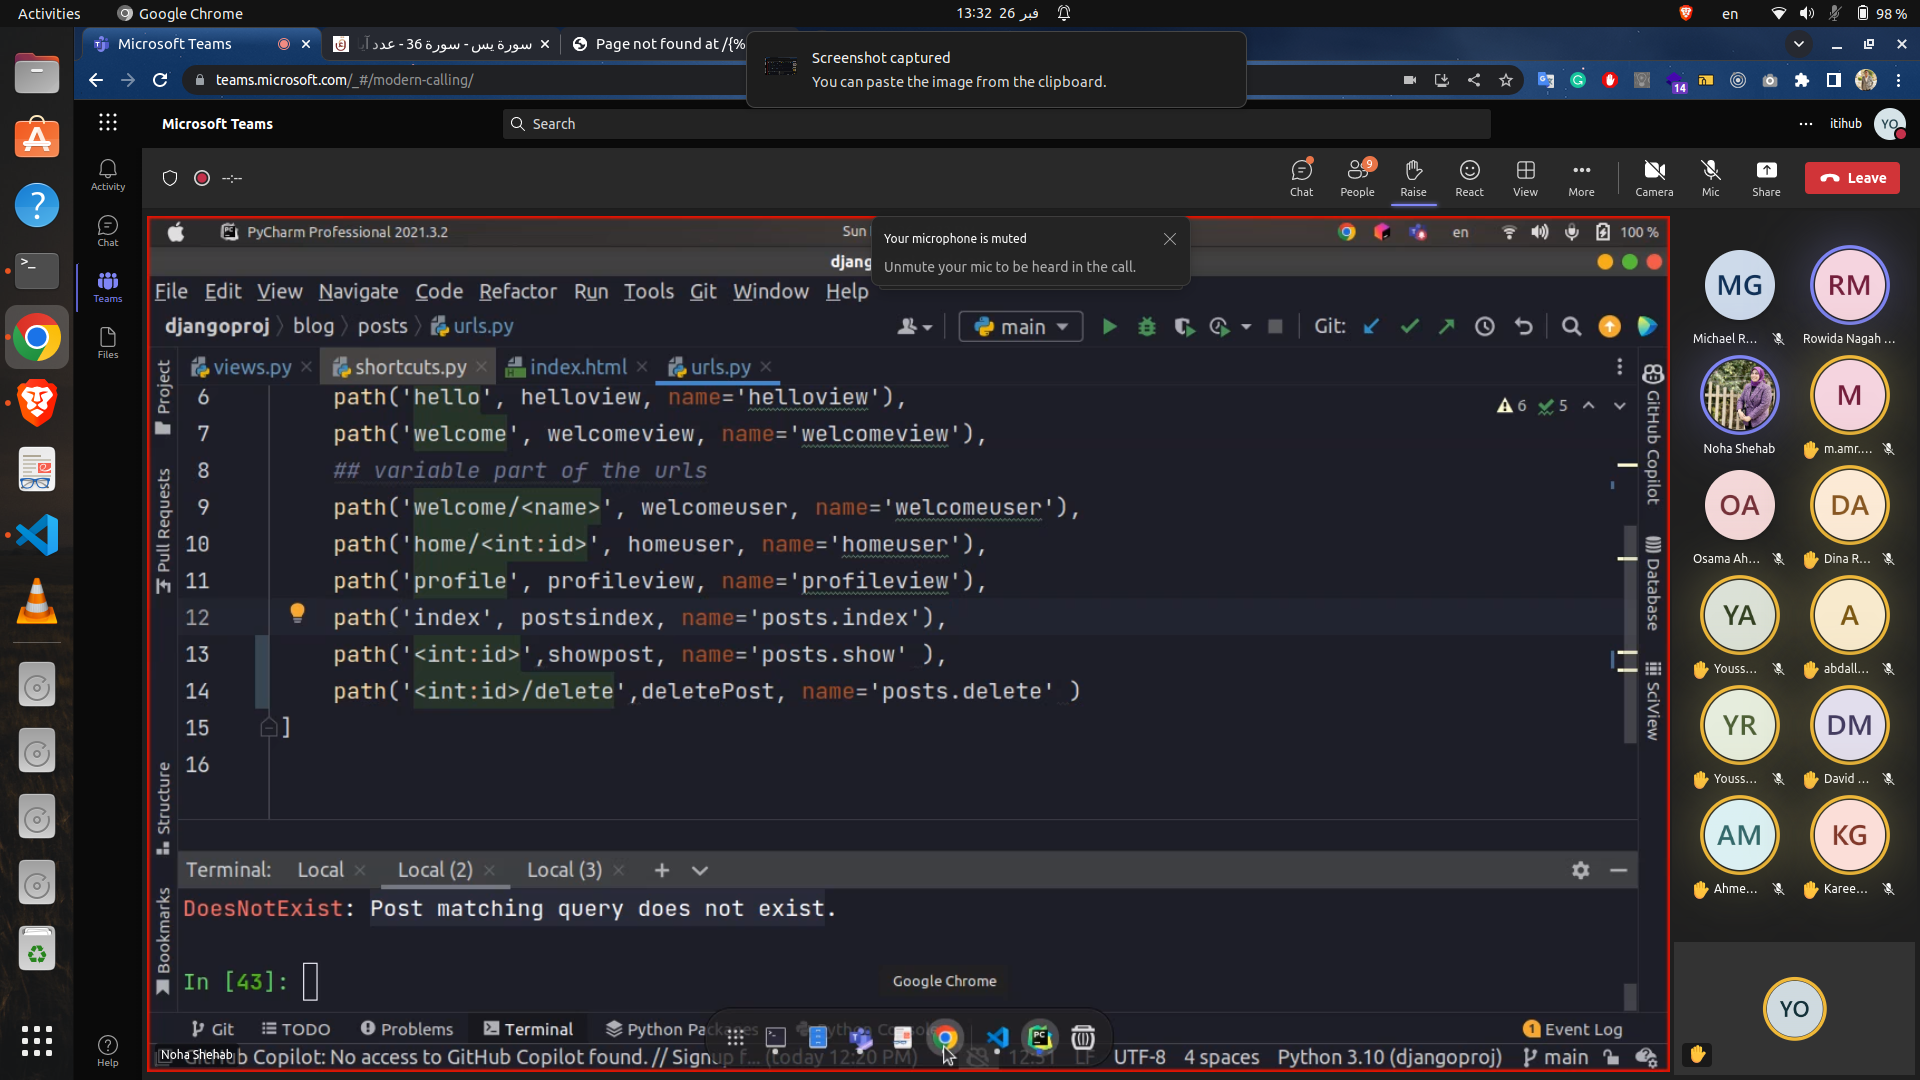 Activities
Google Chrome
13:32 26 فبر
en
98 %
Microsoft Teams
سورة يس - سورة 36 - عدد آيا
Page not found at /{%
Screenshot captured
You can paste the image from the clipboard.
teams.microsoft.com/_#/modern-calling/
14
Microsoft Teams
Search
itihub
YO
Activity
Chat
Teams
Files
Help
--:--
Chat
9
People
Raise
React
View
More
Camera
Mic
Share
Leave
PyCharm Professional 2021.3.2
Sun
en
100 %
Your microphone is muted
Unmute your mic to be heard in the call.
djang
File Edit View Navigate Code Refactor Run Tools Git Window Help
djangoproj blog posts urls.py
main
Git:
Project
Pull Requests
Structure
Bookmarks
views.py shortcuts.py index.html urls.py
6 path('hello', helloview, name='helloview'),
6 5
7 path('welcome', welcomeview, name='welcomeview'),
8 ## variable part of the urls
9 path('welcome/<name>', welcomeuser, name='welcomeuser'),
10 path('home/<int:id>', homeuser, name='homeuser'),
11 path('profile', profileview, name='profileview'),
12 path('index', postsindex, name='posts.index'),
13 path('<int:id>',showpost, name='posts.show' ),
14 path('<int:id>/delete',deletePost, name='posts.delete' )
15 ]
16
GitHub Copilot
Database
SciView
Terminal: Local Local (2) Local (3)
DoesNotExist: Post matching query does not exist.
In [43]:
Google Chrome
Git TODO Problems Terminal Python Packages Python Console
1 Event Log
Noha Shehab
GitHub Copilot: No access to GitHub Copilot found. // Signup f... (today 12:20 PM) 12:51 LF UTF-8 4 spaces Python 3.10 (djangoproj) main
MG
Michael R...
RM
Rowida Nagah ...
Noha Shehab
M
m.amr....
OA
Osama Ah...
DA
Dina R...
YA
Youss...
A
abdall...
YR
Youss...
DM
David ...
AM
Ahme...
KG
Karee...
YO